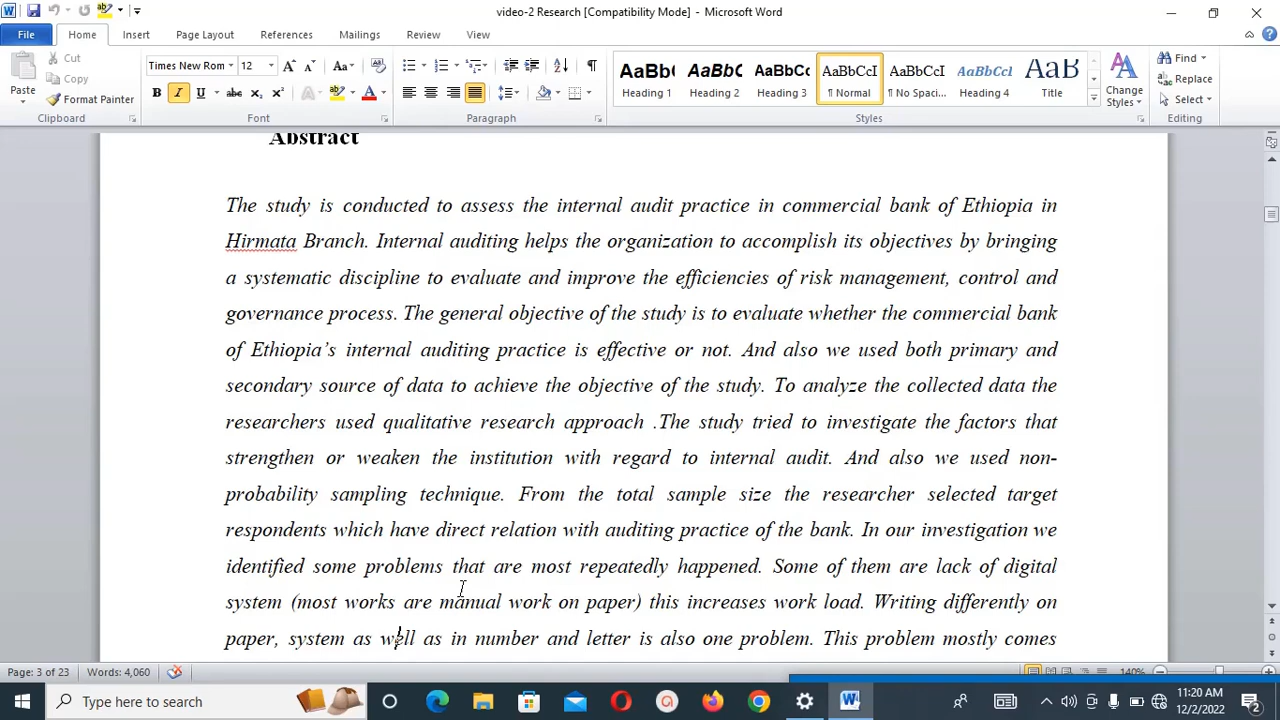 video-2 Research [Compatibility Mode] - Microsoft Word
File Home Insert Page Layout References Mailings Review View
Cut
Copy
Format Painter
Paste
Times New Rom 12
Aa
B I U abc x₂ x² A ab A
AaBbCcI AaBbCcI AaBbCc AaBbCcI AaBbCcI AaBbCcI AaB
Heading 1 Heading 2 Heading 3 ¶ Normal ¶ No Spaci... Heading 4 Title
Change
Styles
Find
Replace
Select
Clipboard Font Paragraph Styles Editing
Abstract
The study is conducted to assess the internal audit practice in commercial bank of Ethiopia in
Hirmata Branch. Internal auditing helps the organization to accomplish its objectives by bringing
a systematic discipline to evaluate and improve the efficiencies of risk management, control and
governance process. The general objective of the study is to evaluate whether the commercial bank
of Ethiopia’s internal auditing practice is effective or not. And also we used both primary and
secondary source of data to achieve the objective of the study. To analyze the collected data the
researchers used qualitative research approach .The study tried to investigate the factors that
strengthen or weaken the institution with regard to internal audit. And also we used non-
probability sampling technique. From the total sample size the researcher selected target
respondents which have direct relation with auditing practice of the bank. In our investigation we
identified some problems that are most repeatedly happened. Some of them are lack of digital
system (most works are manual work on paper) this increases work load. Writing differently on
paper, system as well as in number and letter is also one problem. This problem mostly comes
Page: 3 of 23 Words: 4,060 140%
Type here to search
11:20 AM
12/2/2022
2